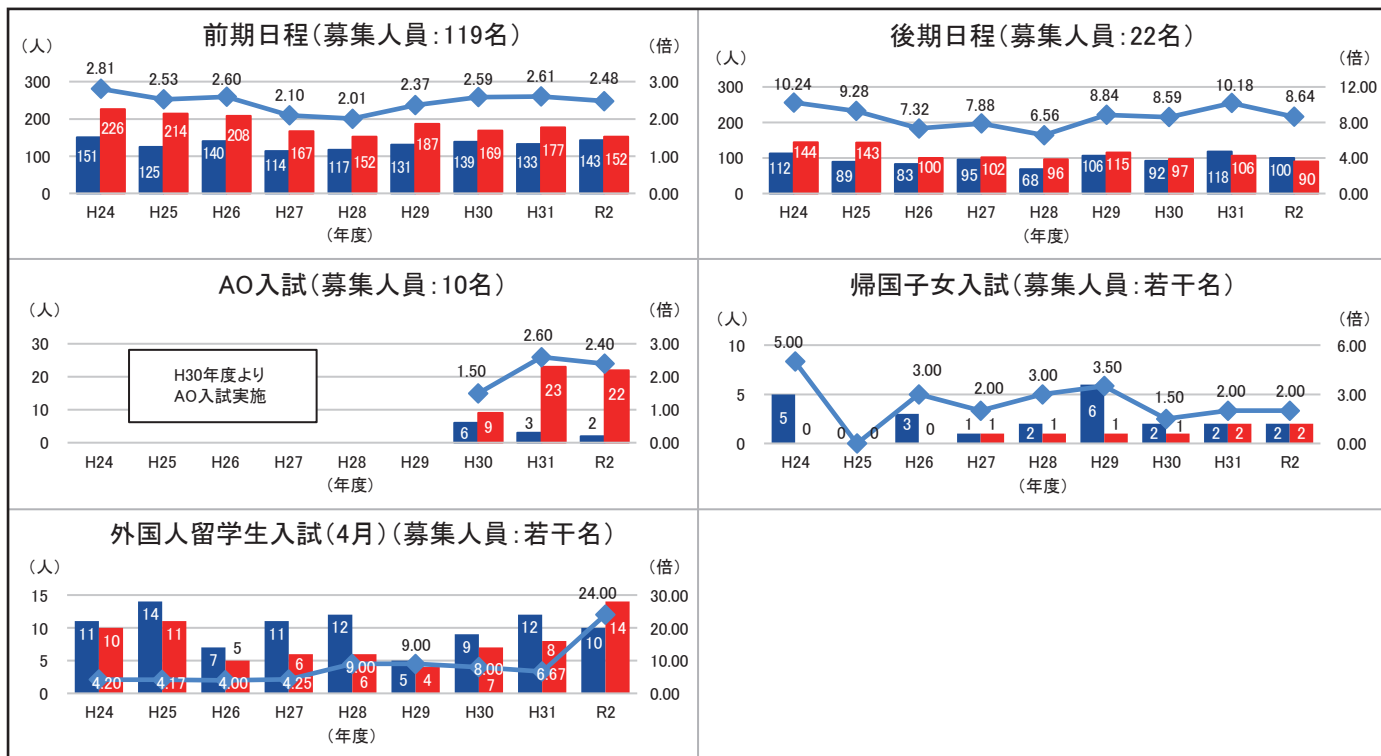 前期日程(募集人員:119名)
(人) (倍)
2.81 2.53 2.60 2.10 2.01 2.37 2.59 2.61 2.48
300 3.00
200 2.00
100 1.00
0 0.00
226 214 208 167 152 187 169 177 152
151 125 140 114 117 131 139 133 143
H24 H25 H26 H27 H28 H29 H30 H31 R2
(年度)
後期日程(募集人員:22名)
(人) (倍)
10.24 9.28 7.32 7.88 6.56 8.84 8.59 10.18 8.64
300 12.00
200 8.00
100 4.00
0 0.00
112 144 89 143 83 100 95 102 68 96 106 115 92 97 118 106 100 90
H24 H25 H26 H27 H28 H29 H30 H31 R2
(年度)
AO入試(募集人員:10名)
(人) (倍)
30 3.00
20 2.00
10 1.00
0 0.00
H30年度より
AO入試実施
1.50 2.60 2.40
6 9 3 23 2 22
H24 H25 H26 H27 H28 H29 H30 H31 R2
(年度)
帰国子女入試(募集人員:若干名)
(人) (倍)
10 6.00
5 4.00
0 2.00
0.00
5.00 3.00 2.00 3.00 3.50 1.50 2.00 2.00
5 0 0 0 3 0 1 1 2 1 6 1 2 1 2 2 2 2
H24 H25 H26 H27 H28 H29 H30 H31 R2
(年度)
外国人留学生入試(4月)(募集人員:若干名)
(人) (倍)
15 30.00
10 20.00
5 10.00
0 0.00
11 10 14 11 7 5 11 6 12 6 5 4 9 7 12 8 10 14
4.20 4.17 4.00 4.25 9.00 9.00 8.00 6.67 24.00
H24 H25 H26 H27 H28 H29 H30 H31 R2
(年度)